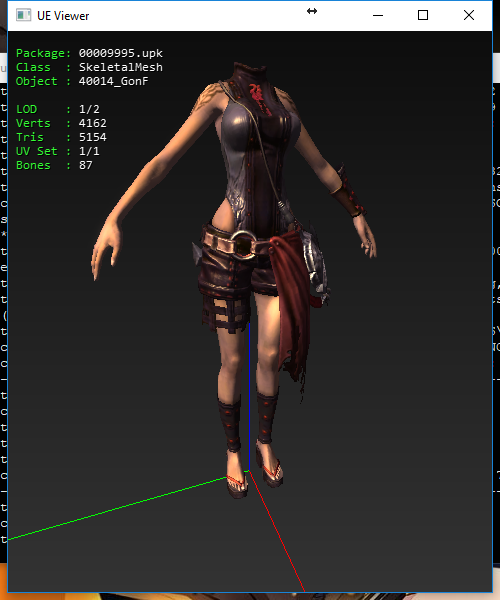 UE Viewer
Package: 00009995.upk
Class : SkeletalMesh
Object : 40014_GonF
LOD : 1/2
Verts : 4162
Tris : 5154
UV Set : 1/1
Bones : 87